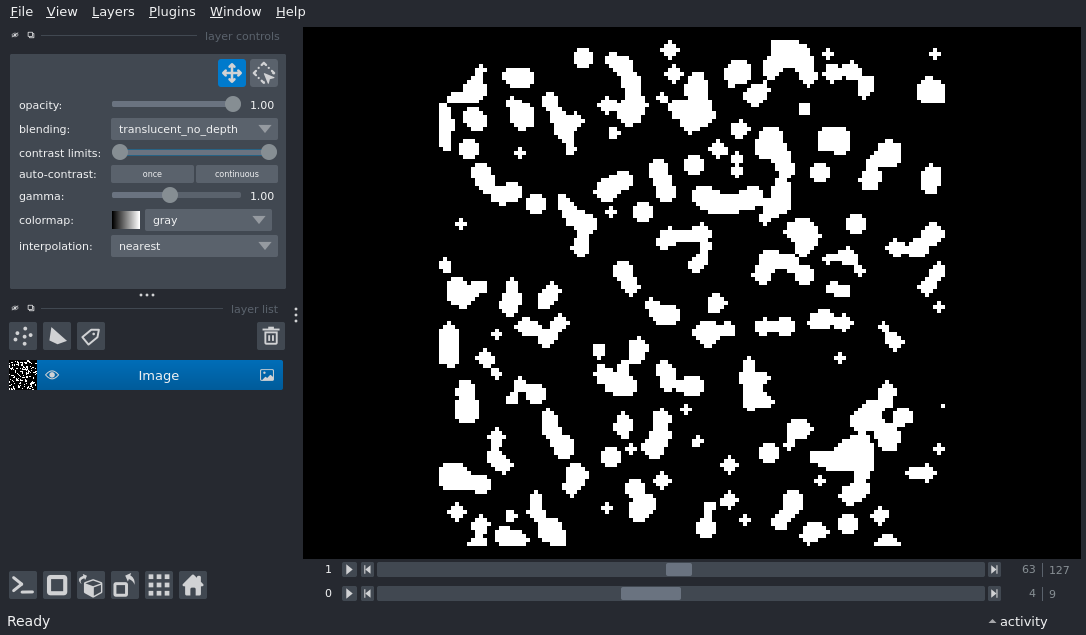 File View Layers Plugins Window Help
layer controls
opacity: 1.00
blending: translucent_no_depth
contrast limits:
auto-contrast: once continuous
gamma: 1.00
colormap: gray
interpolation: nearest
layer list
Image
1 63 127
0 4 9
Ready activity